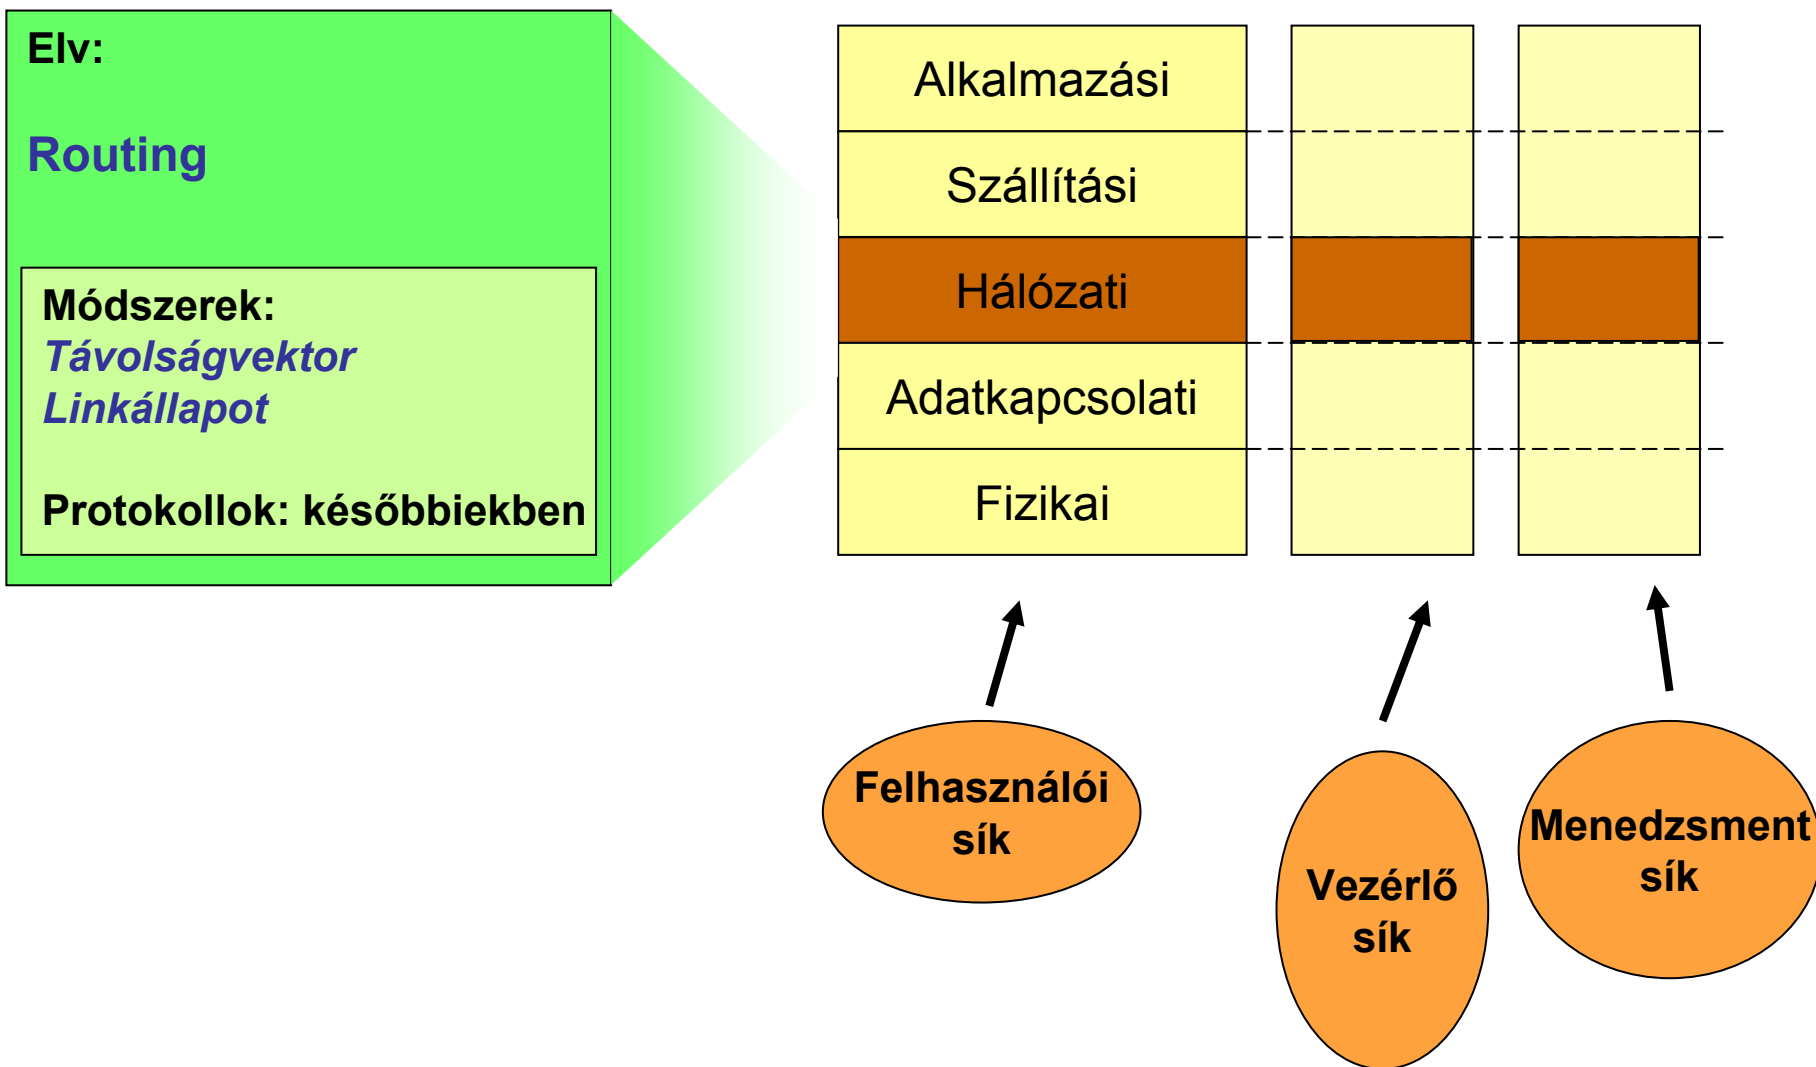 Elv:
Routing
Módszerek:
Távolságvektor
Linkállapot
Protokollok: későbbiekben
Alkalmazási
Szállítási
Hálózati
Adatkapcsolati
Fizikai
Felhasználói
sík
Vezérlő
sík
Menedzsment
sík